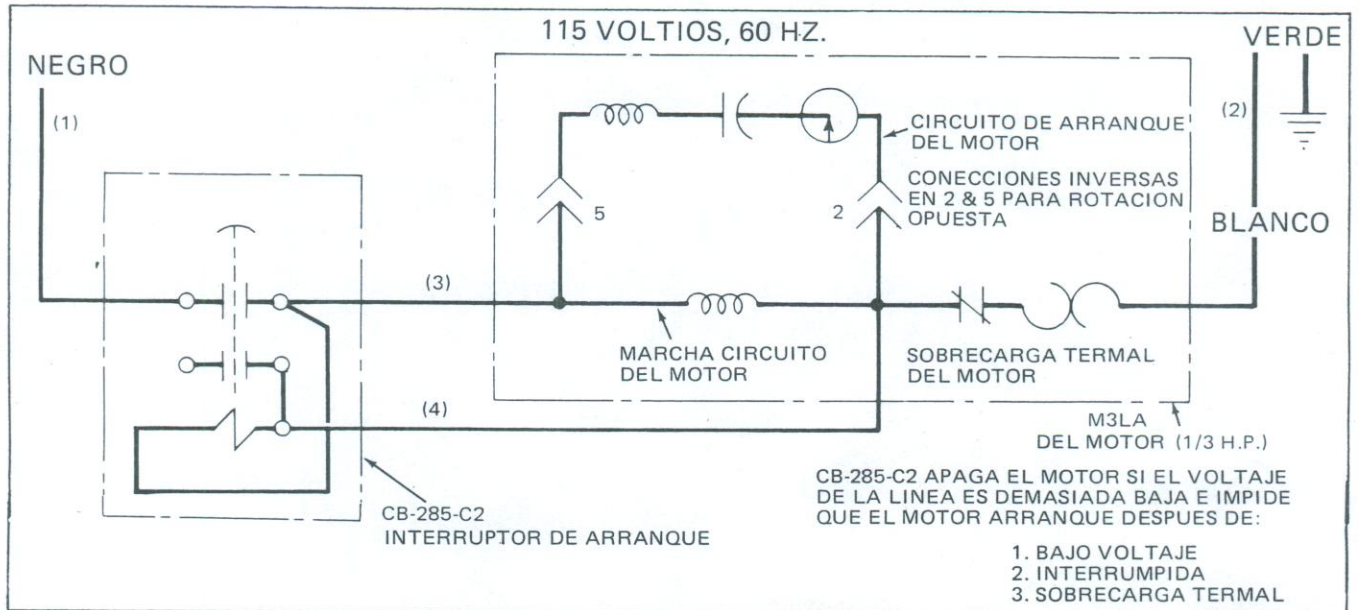 115 VOLTIOS, 60 HZ.
NEGRO
(1)
VERDE
(2)
CIRCUITO DE ARRANQUE
DEL MOTOR
CONECCIONES INVERSAS
EN 2 & 5 PARA ROTACION
OPUESTA
5
2
BLANCO
(3)
MARCHA CIRCUITO
DEL MOTOR
SOBRECARGA TERMAL
DEL MOTOR
(4)
M3LA
DEL MOTOR (1/3 H.P.)
CB-285-C2
INTERRUPTOR DE ARRANQUE
CB-285-C2 APAGA EL MOTOR SI EL VOLTAJE
DE LA LINEA ES DEMASIADA BAJA E IMPIDE
QUE EL MOTOR ARRANQUE DESPUES DE:
1. BAJO VOLTAJE
2. INTERRUMPIDA
3. SOBRECARGA TERMAL